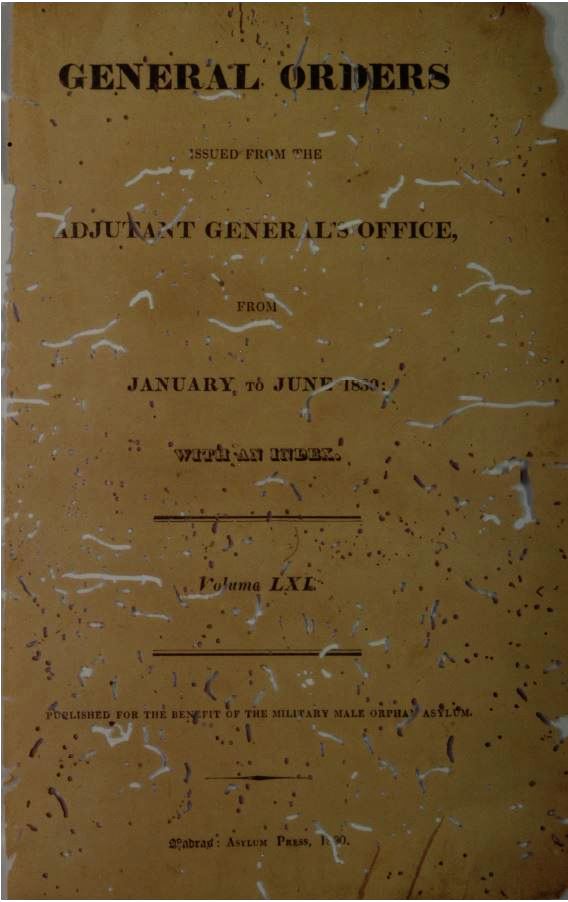 GENERAL ORDERS
ISSUED FROM THE
ADJUTANT GENERAL'S OFFICE,
FROM
JANUARY, TO JUNE
WITH AN INDEX.
Volume LXI.
PUBLISHED FOR THE BENEFIT OF THE MILITARY MALE ORPHAN ASYLUM.
Madras: ASYLUM PRESS,